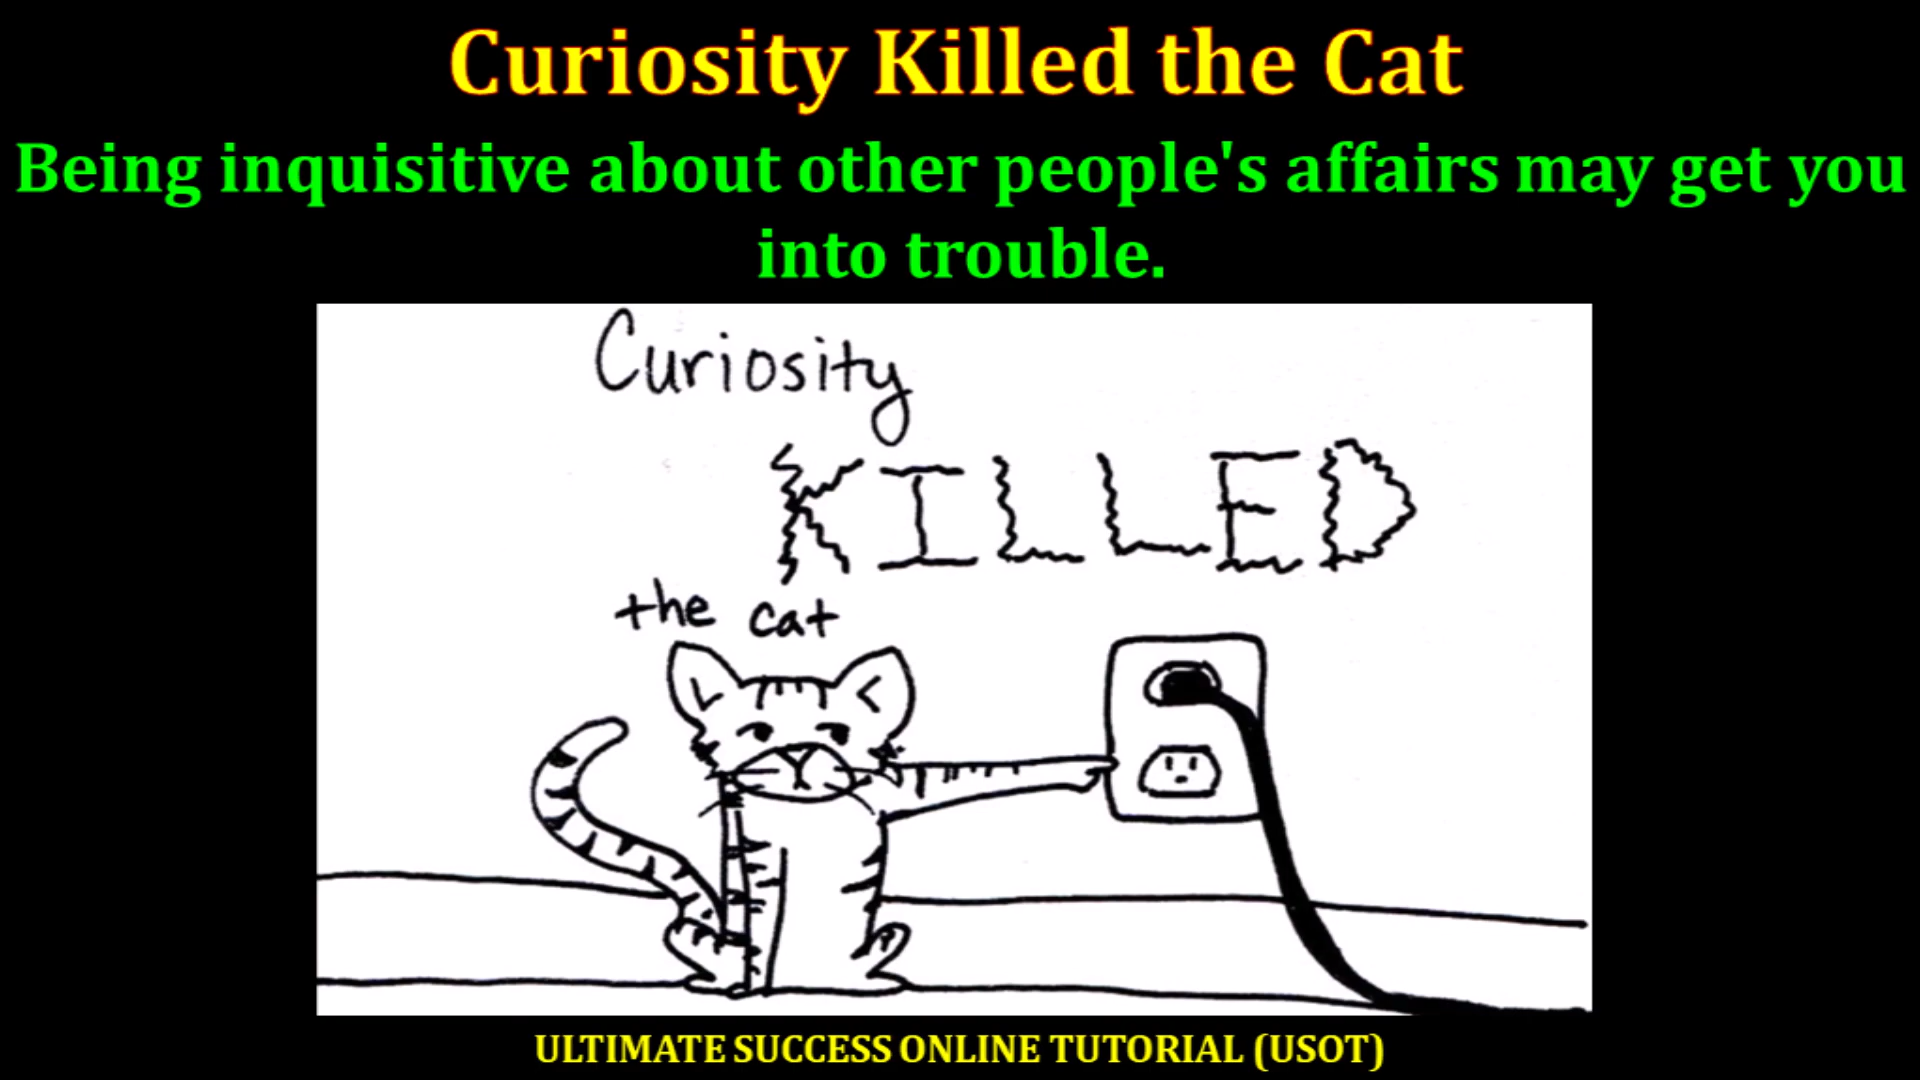 Curiosity Killed the Cat
Being inquisitive about other people's affairs may get you
into trouble.
Curiosity
KILLED
the cat
ULTIMATE SUCCESS ONLINE TUTORIAL (USOT)